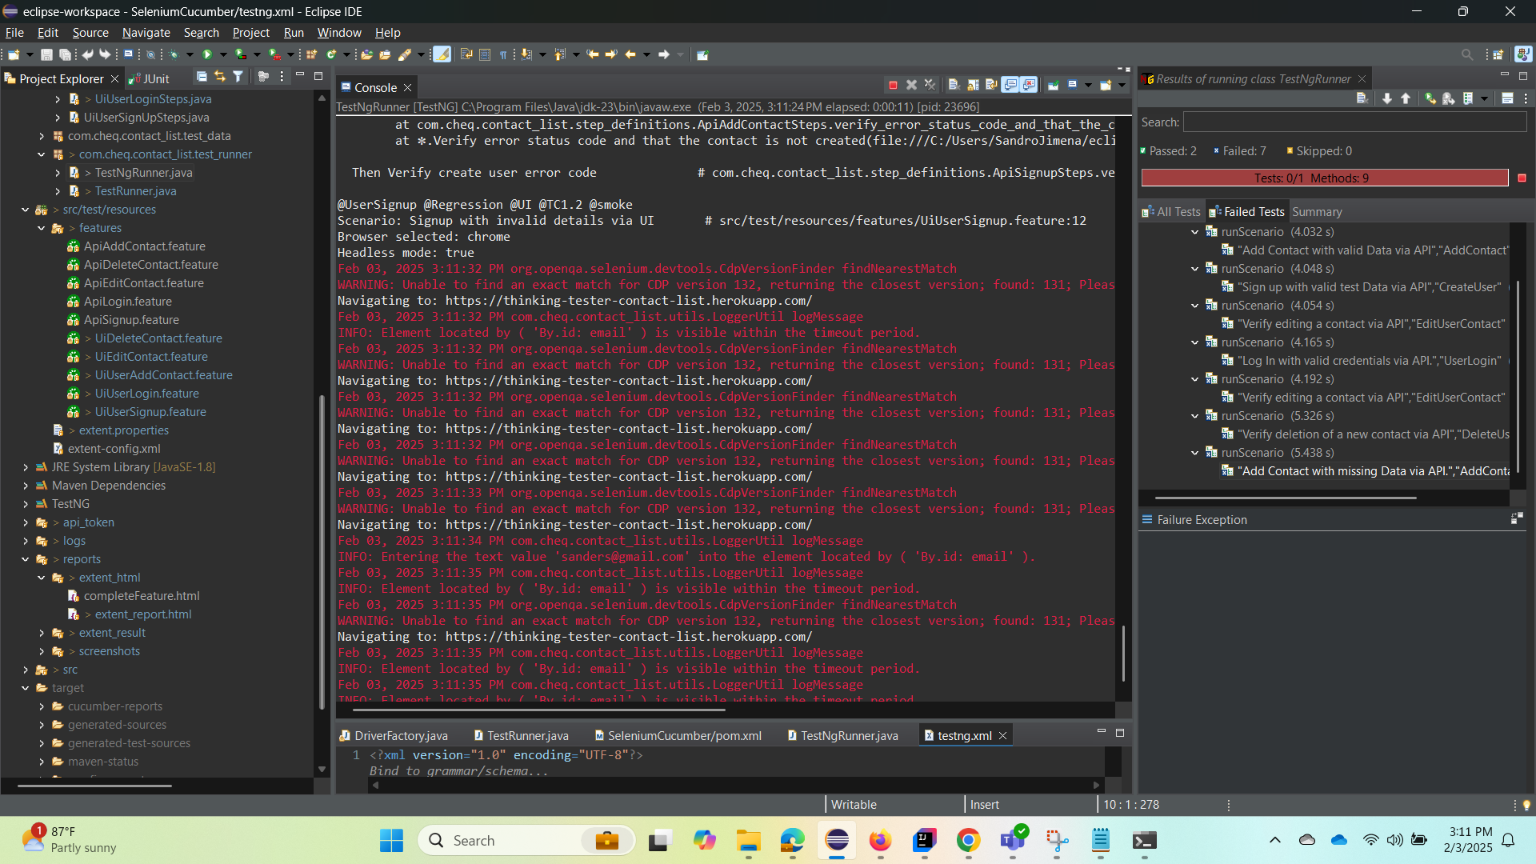 eclipse-workspace - SeleniumCucumber/testng.xml - Eclipse IDE
File Edit Source Navigate Search Project Run Window Help
Project Explorer
JUnit
> UiUserLoginSteps.java
UiUserSignUpSteps.java
com.cheq.contact_list.test_data
> com.cheq.contact_list.test_runner
> TestNgRunner.java
> TestRunner.java
> src/test/resources
> features
ApiAddContact.feature
ApiDeleteContact.feature
ApiEditContact.feature
ApiLogin.feature
ApiSignup.feature
> UiDeleteContact.feature
> UiEditContact.feature
> UiUserAddContact.feature
> UiUserLogin.feature
> UiUserSignup.feature
> extent.properties
extent-config.xml
JRE System Library [JavaSE-1.8]
Maven Dependencies
TestNG
> api_token
> logs
> reports
> extent_html
completeFeature.html
> extent_report.html
> extent_result
> screenshots
> src
target
cucumber-reports
generated-sources
generated-test-sources
maven-status
Console
TestNgRunner [TestNG] C:\Program Files\Java\jdk-23\bin\javaw.exe (Feb 3, 2025, 3:11:24 PM elapsed: 0:00:11) [pid: 23696]
at com.cheq.contact_list.step_definitions.ApiAddContactSteps.verify_error_status_code_and_that_the_c
at *.Verify error status code and that the contact is not created(file:///C:/Users/SandroJimena/ecli
Then Verify create user error code # com.cheq.contact_list.step_definitions.ApiSignupSteps.ve
@UserSignup @Regression @UI @TC1.2 @smoke
Scenario: Signup with invalid details via UI # src/test/resources/features/UiUserSignup.feature:12
Browser selected: chrome
Headless mode: true
Feb 03, 2025 3:11:32 PM org.openqa.selenium.devtools.CdpVersionFinder findNearestMatch
WARNING: Unable to find an exact match for CDP version 132, returning the closest version; found: 131; Pleas
Navigating to: https://thinking-tester-contact-list.herokuapp.com/
Feb 03, 2025 3:11:32 PM com.cheq.contact_list.utils.LoggerUtil logMessage
INFO: Element located by ( 'By.id: email' ) is visible within the timeout period.
Feb 03, 2025 3:11:32 PM org.openqa.selenium.devtools.CdpVersionFinder findNearestMatch
WARNING: Unable to find an exact match for CDP version 132, returning the closest version; found: 131; Pleas
Navigating to: https://thinking-tester-contact-list.herokuapp.com/
Feb 03, 2025 3:11:32 PM org.openqa.selenium.devtools.CdpVersionFinder findNearestMatch
WARNING: Unable to find an exact match for CDP version 132, returning the closest version; found: 131; Pleas
Navigating to: https://thinking-tester-contact-list.herokuapp.com/
Feb 03, 2025 3:11:32 PM org.openqa.selenium.devtools.CdpVersionFinder findNearestMatch
WARNING: Unable to find an exact match for CDP version 132, returning the closest version; found: 131; Pleas
Navigating to: https://thinking-tester-contact-list.herokuapp.com/
Feb 03, 2025 3:11:33 PM org.openqa.selenium.devtools.CdpVersionFinder findNearestMatch
WARNING: Unable to find an exact match for CDP version 132, returning the closest version; found: 131; Pleas
Navigating to: https://thinking-tester-contact-list.herokuapp.com/
Feb 03, 2025 3:11:34 PM com.cheq.contact_list.utils.LoggerUtil logMessage
INFO: Entering the text value 'sanders@gmail.com' into the element located by ( 'By.id: email' ).
Feb 03, 2025 3:11:35 PM com.cheq.contact_list.utils.LoggerUtil logMessage
INFO: Element located by ( 'By.id: email' ) is visible within the timeout period.
Feb 03, 2025 3:11:35 PM org.openqa.selenium.devtools.CdpVersionFinder findNearestMatch
WARNING: Unable to find an exact match for CDP version 132, returning the closest version; found: 131; Pleas
Navigating to: https://thinking-tester-contact-list.herokuapp.com/
Feb 03, 2025 3:11:35 PM com.cheq.contact_list.utils.LoggerUtil logMessage
INFO: Element located by ( 'By.id: email' ) is visible within the timeout period.
Feb 03, 2025 3:11:35 PM com.cheq.contact_list.utils.LoggerUtil logMessage
INFO: Element located by ( 'By.id: email' ) is visible within the timeout period.
DriverFactory.java
TestRunner.java
SeleniumCucumber/pom.xml
TestNgRunner.java
testng.xml
1 <?xml version="1.0" encoding="UTF-8"?>
Bind to grammar/schema...
Results of running class TestNgRunner
Search:
Passed: 2 Failed: 7 Skipped: 0
Tests: 0/1 Methods: 9
All Tests Failed Tests Summary
runScenario (4.032 s)
"Add Contact with valid Data via API","AddContact"
runScenario (4.048 s)
"Sign up with valid test Data via API","CreateUser"
runScenario (4.054 s)
"Verify editing a contact via API","EditUserContact"
runScenario (4.165 s)
"Log In with valid credentials via API.","UserLogin"
runScenario (4.192 s)
"Verify editing a contact via API","EditUserContact"
runScenario (5.326 s)
"Verify deletion of a new contact via API","DeleteUs
runScenario (5.438 s)
"Add Contact with missing Data via API.","AddConta
Failure Exception
Writable
Insert
10 : 1 : 278
1
87°F
Partly sunny
Search
3:11 PM
2/3/2025